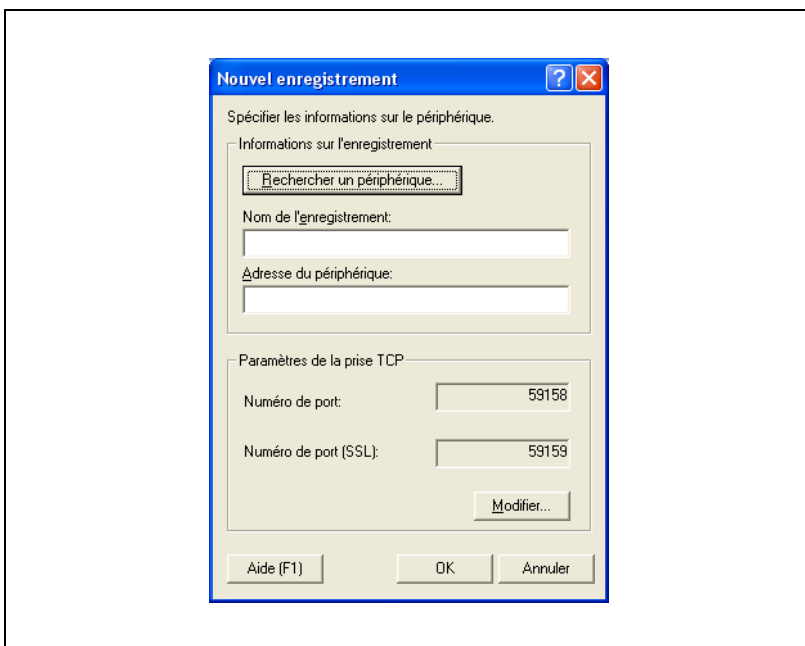 Nouvel enregistrement
Spécifier les informations sur le périphérique.
Informations sur l'enregistrement
Rechercher un périphérique...
Nom de l'enregistrement:
Adresse du périphérique:
Paramètres de la prise TCP
Numéro de port: 59158
Numéro de port (SSL): 59159
Modifier...
Aide (F1) OK Annuler